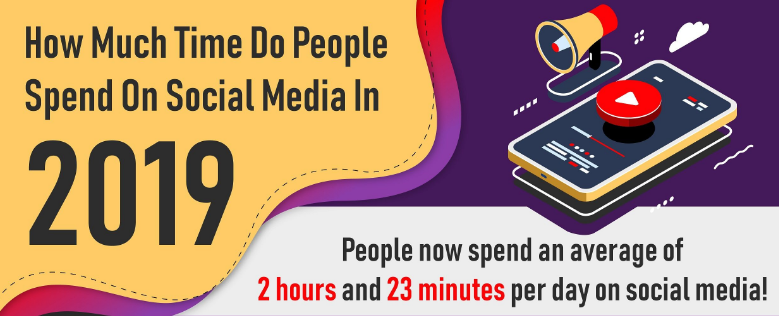 How Much Time Do People
Spend On Social Media In
2019
People now spend an average of
2 hours and 23 minutes per day on social media!